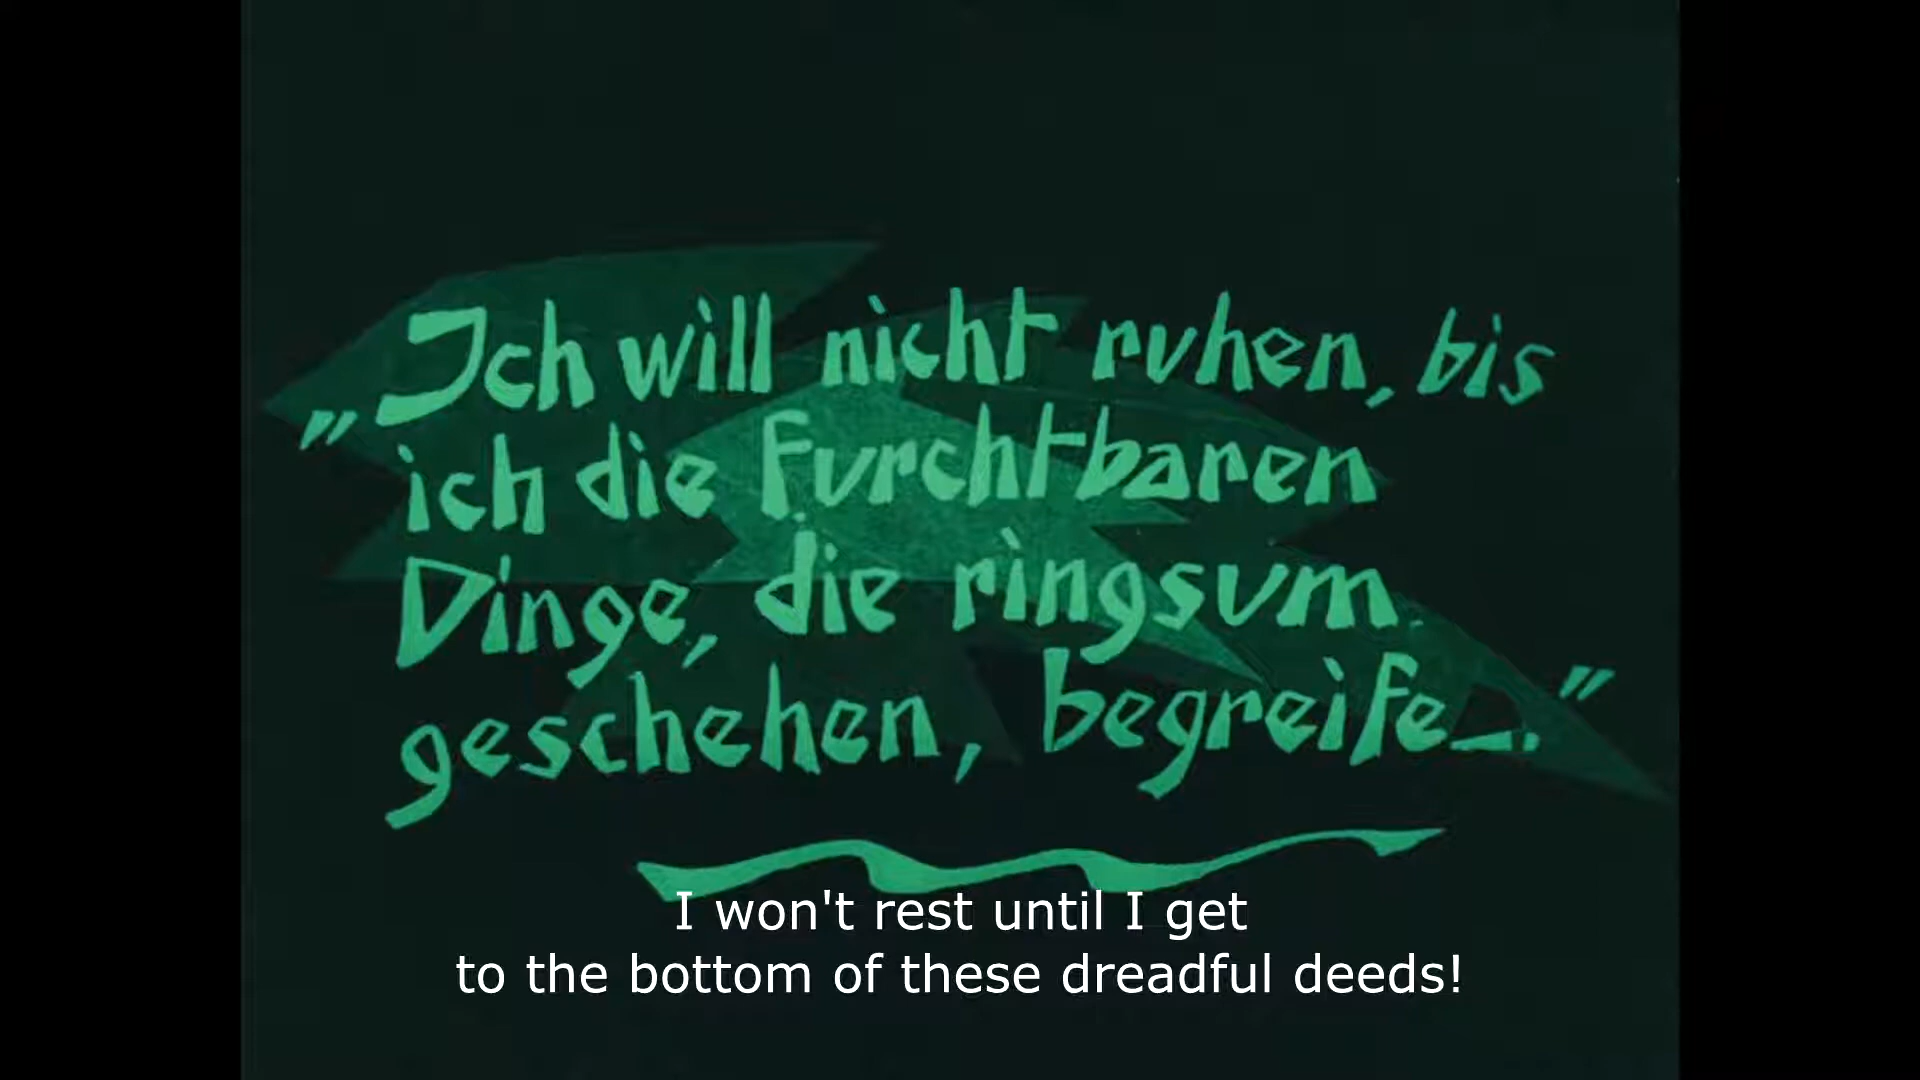 „Ich will nicht ruhen, bis
ich die Furchtbaren
Dinge, die ringsum
geschehen, begreife—."
I won't rest until I get
to the bottom of these dreadful deeds!